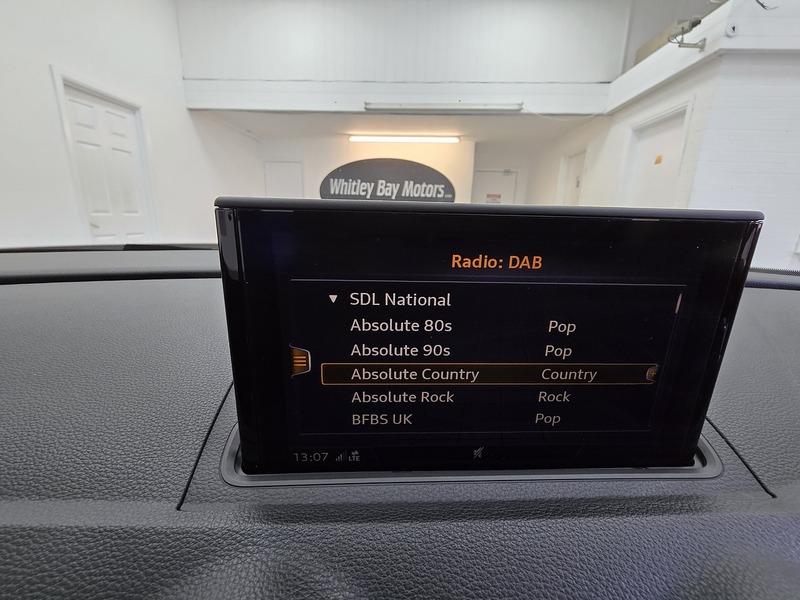 Whitley Bay Motors
Radio: DAB
SDL National
Absolute 80s Pop
Absolute 90s Pop
Absolute Country Country
Absolute Rock Rock
BFBS UK Pop
13:07 LTE